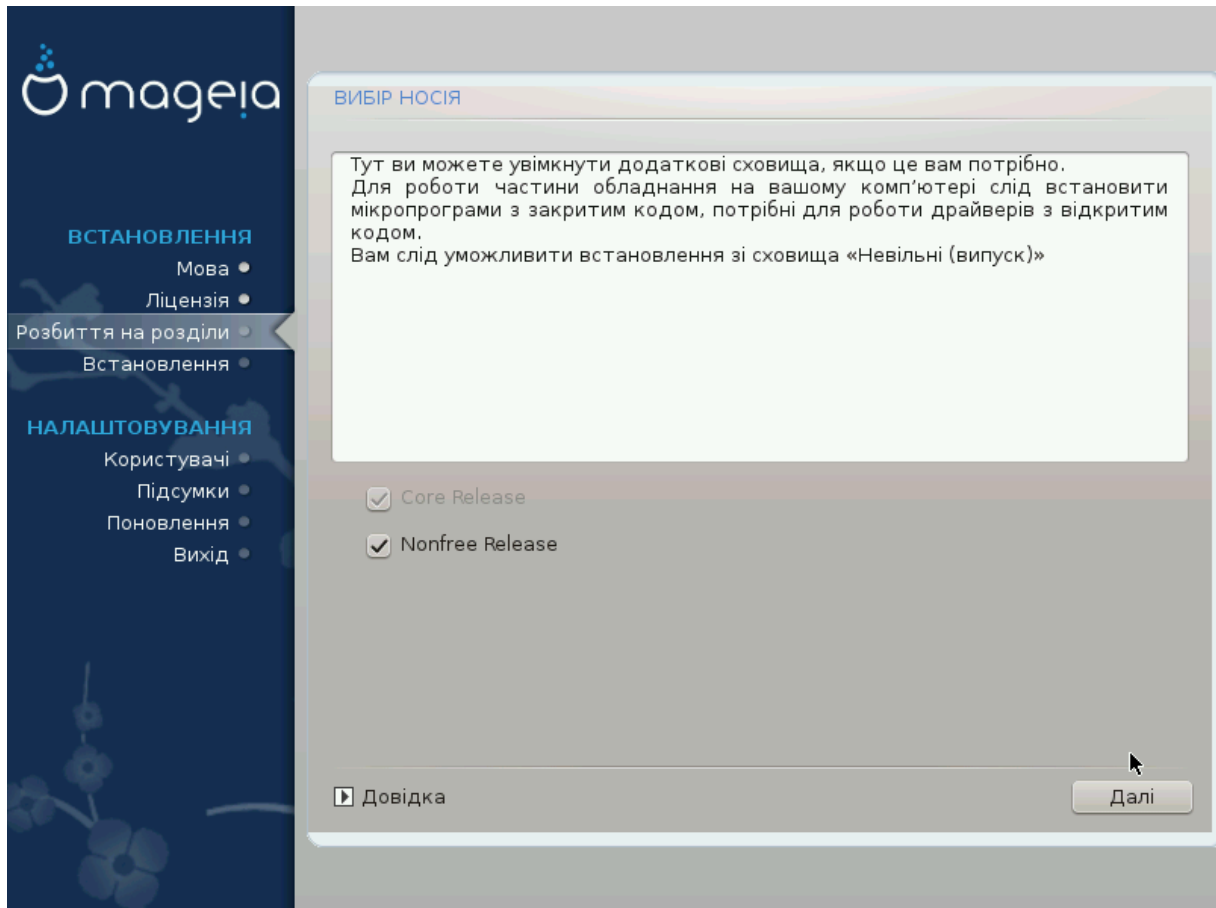 mageia
ВСТАНОВЛЕННЯ
Мова
Ліцензія
Розбиття на розділи
Встановлення
НАЛАШТОВУВАННЯ
Користувачі
Підсумки
Поновлення
Вихід
ВИБІР НОСІЯ
Тут ви можете увімкнути додаткові сховища, якщо це вам потрібно.
Для роботи частини обладнання на вашому комп’ютері слід встановити
мікропрограми з закритим кодом, потрібні для роботи драйверів з відкритим
кодом.
Вам слід уможливити встановлення зі сховища «Невільні (випуск)»
Core Release
Nonfree Release
Довідка
Далі